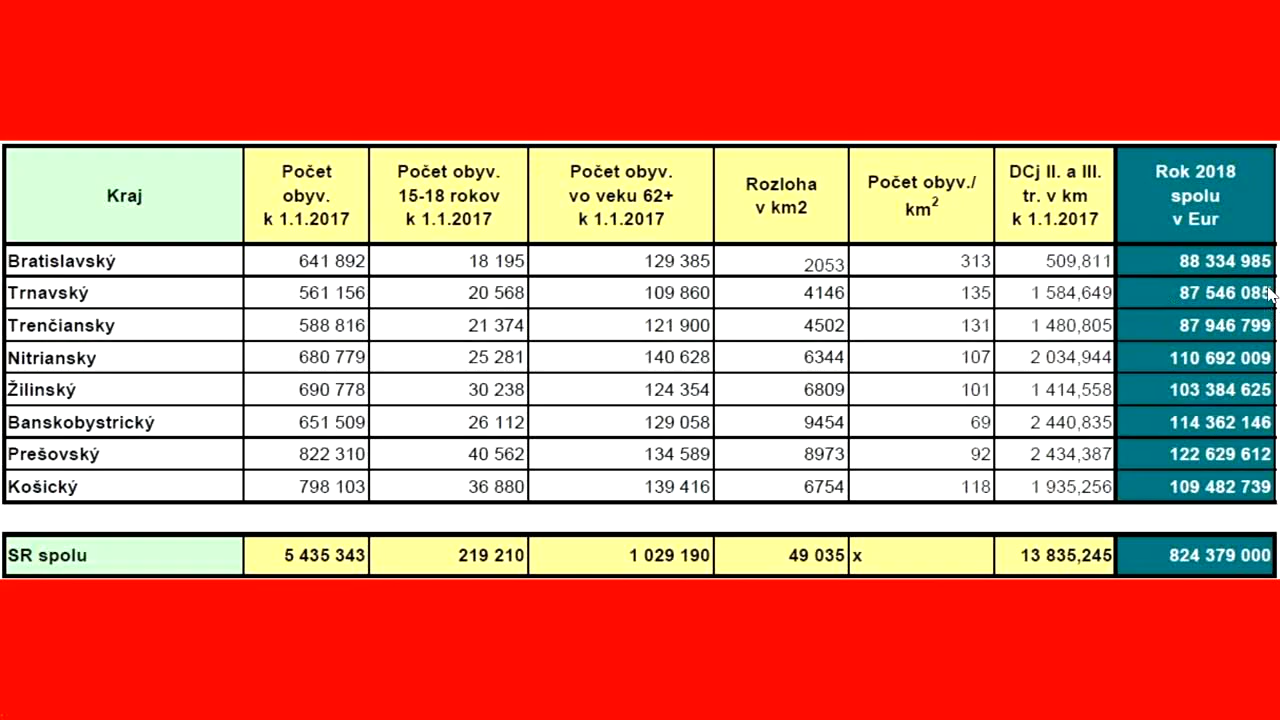 Kraj Počet obyv. k 1.1.2017 Počet obyv. 15-18 rokov k 1.1.2017 Počet obyv. vo veku 62+ k 1.1.2017 Rozloha v km2 Počet obyv./ km2 DCj II. a III. tr. v km k 1.1.2017 Rok 2018 spolu v Eur
Bratislavský 641 892 18 195 129 385 2053 313 509,811 88 334 985
Trnavský 561 156 20 568 109 860 4146 135 1 584,649 87 546 085
Trenčiansky 588 816 21 374 121 900 4502 131 1 480,805 87 946 799
Nitriansky 680 779 25 281 140 628 6344 107 2 034,944 110 692 009
Žilinský 690 778 30 238 124 354 6809 101 1 414,558 103 384 625
Banskobystrický 651 509 26 112 129 058 9454 69 2 440,835 114 362 146
Prešovský 822 310 40 562 134 589 8973 92 2 434,387 122 629 612
Košický 798 103 36 880 139 416 6754 118 1 935,256 109 482 739
SR spolu 5 435 343 219 210 1 029 190 49 035 x 13 835,245 824 379 000